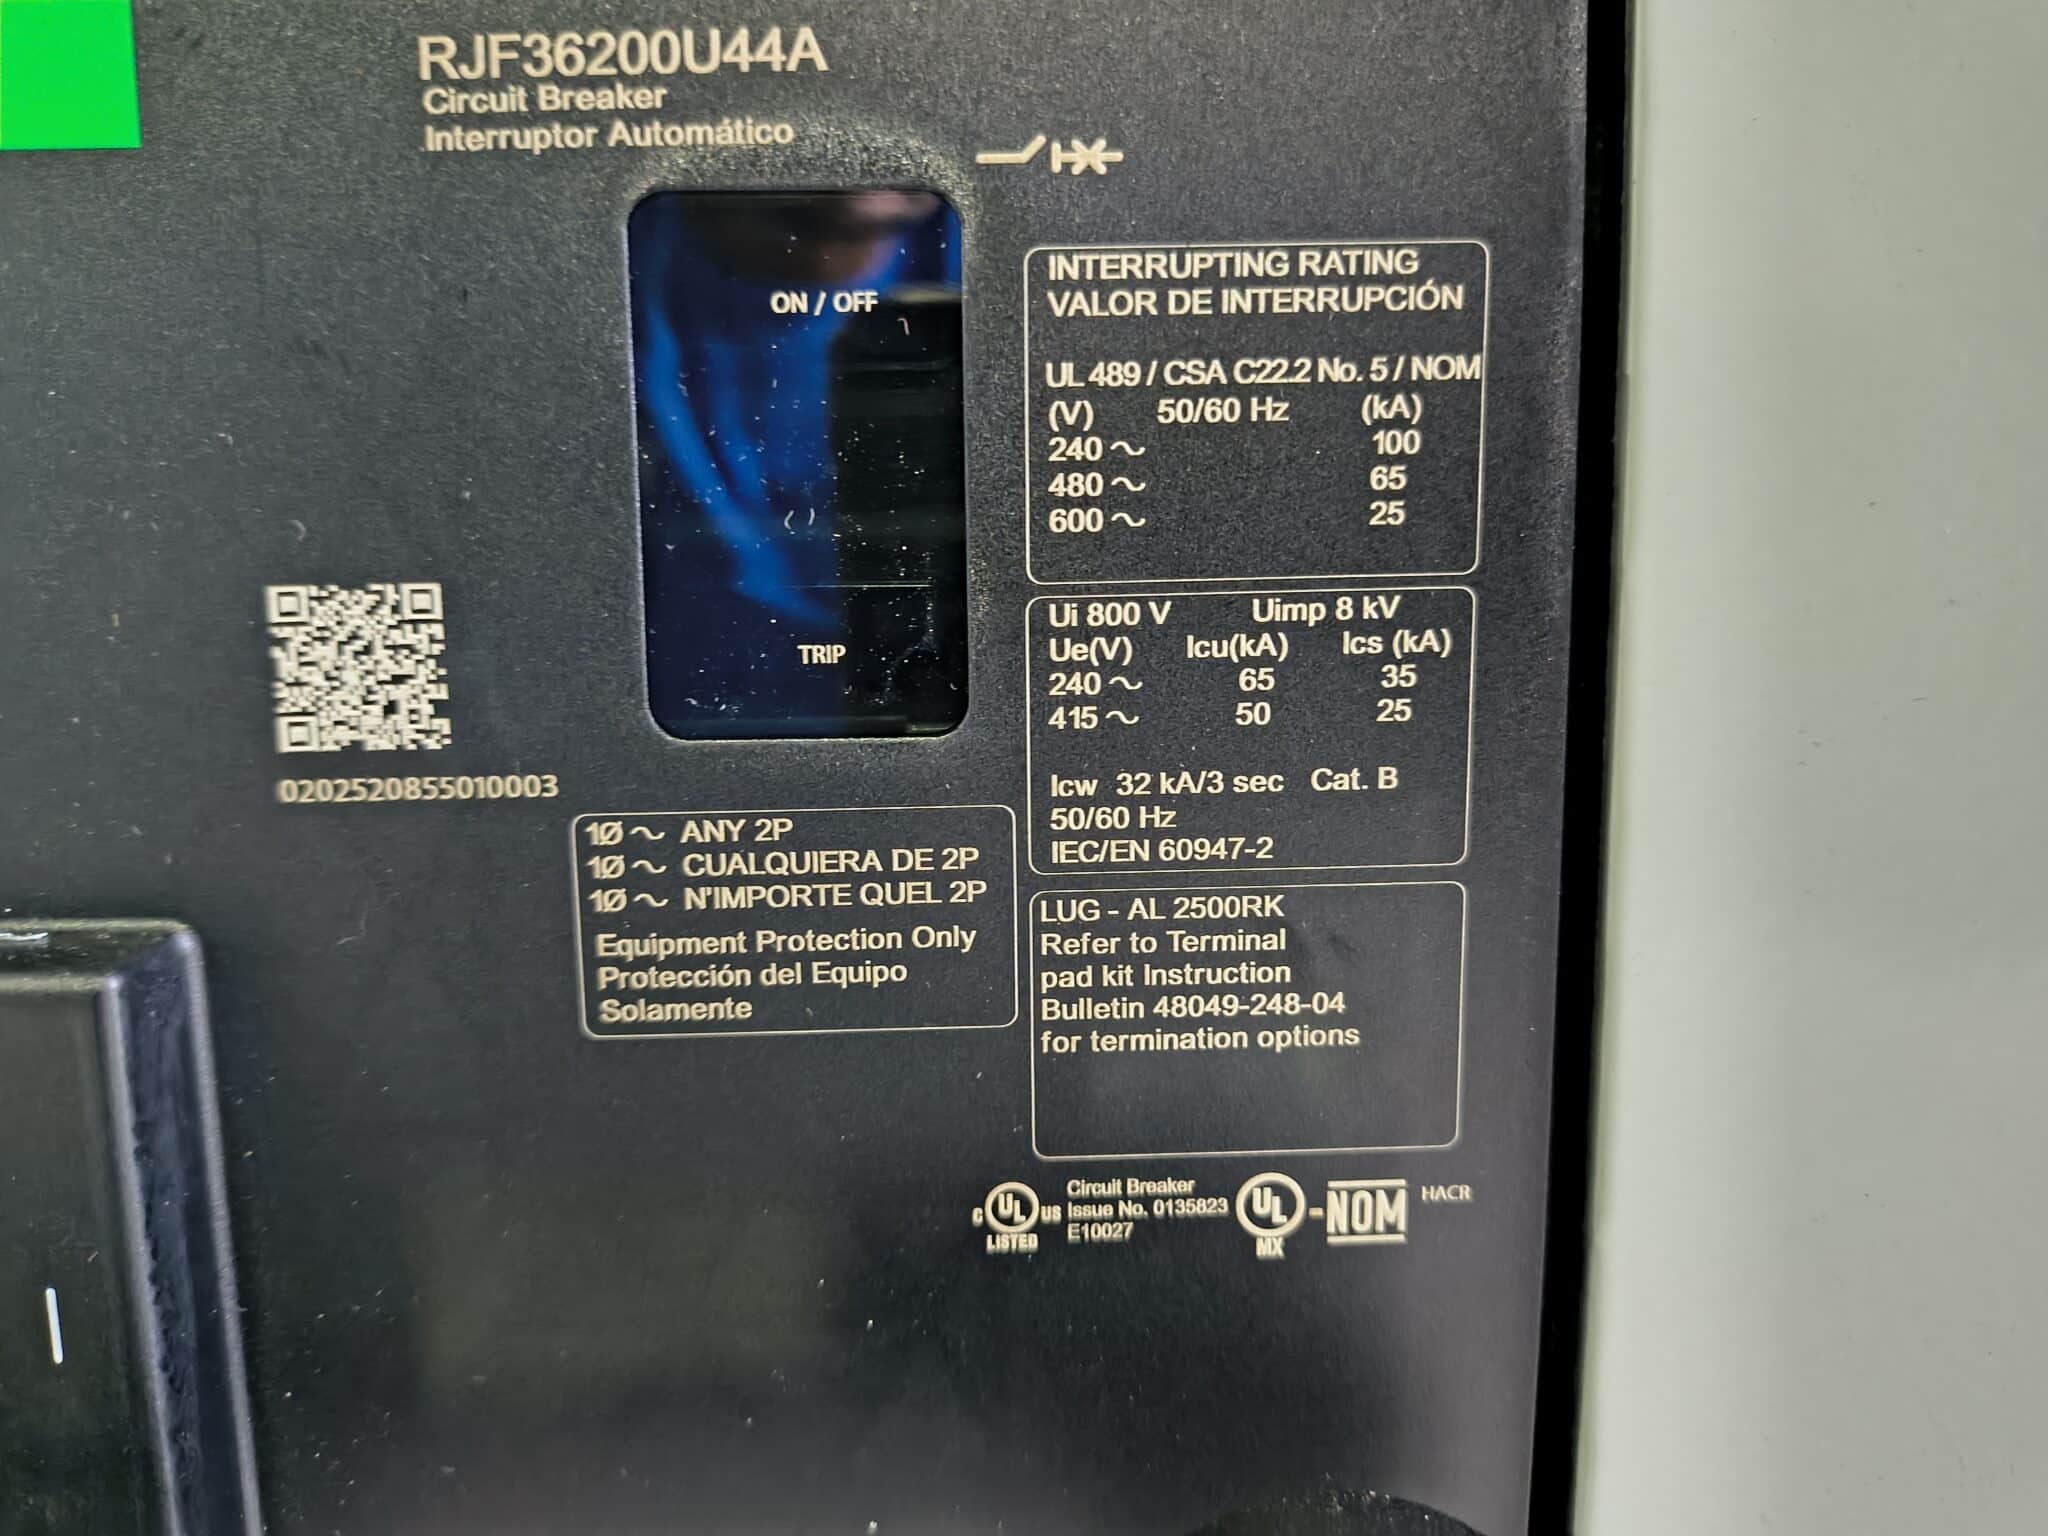 RJF36200U44A
Circuit Breaker
Interruptor Automático
ON / OFF
TRIP
INTERRUPTING RATING
VALOR DE INTERRUPCIÓN
UL 489 / CSA C22.2 No. 5 / NOM
(V) 50/60 Hz (kA)
240 ~ 100
480 ~ 65
600 ~ 25
Ui 800 V Uimp 8 kV
Ue(V) Icu(kA) Ics (kA)
240 ~ 65 35
415 ~ 50 25
Icw 32 kA/3 sec Cat. B
50/60 Hz
IEC/EN 60947-2
0202520855010003
1Ø ~ ANY 2P
1Ø ~ CUALQUIERA DE 2P
1Ø ~ N'IMPORTE QUEL 2P
Equipment Protection Only
Protección del Equipo
Solamente
LUG - AL 2500RK
Refer to Terminal
pad kit Instruction
Bulletin 48049-248-04
for termination options
C UL US
LISTED
Circuit Breaker
Issue No. 0135823
E10027
UL
MX
-NOM
HACR
I